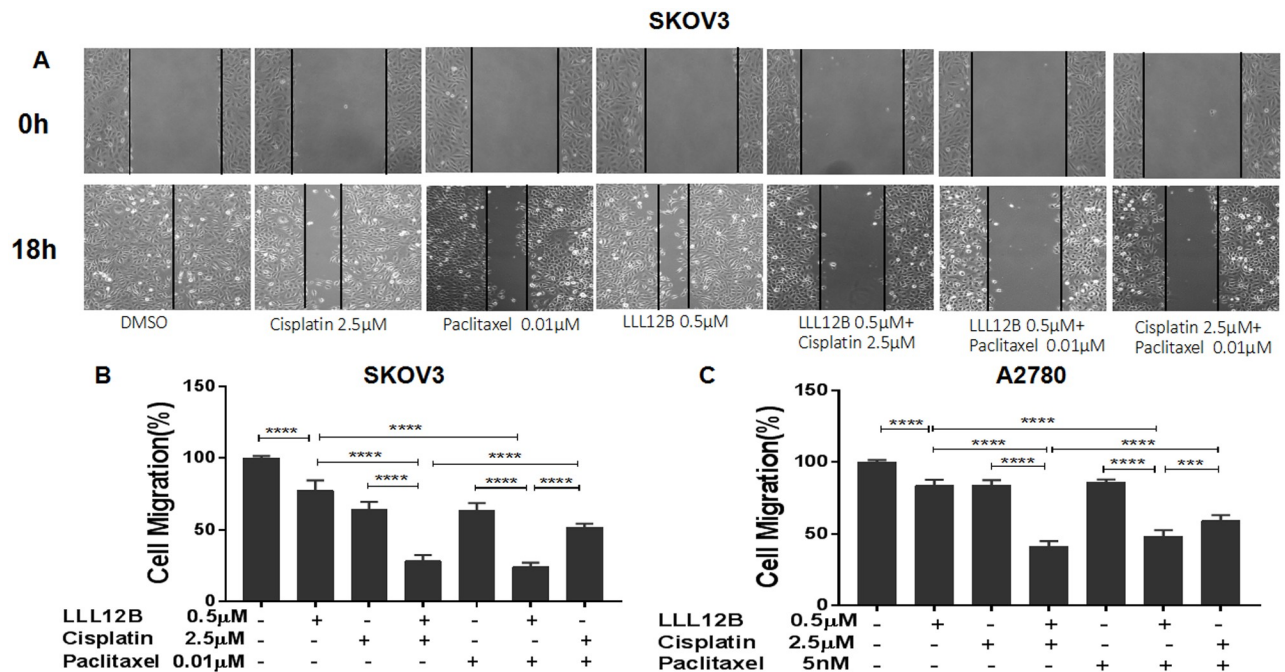 SKOV3
A
0h
18h
DMSO
Cisplatin 2.5μM
Paclitaxel 0.01μM
LLL12B 0.5μM
LLL12B 0.5μM+
Cisplatin 2.5μM
LLL12B 0.5μM+
Paclitaxel 0.01μM
Cisplatin 2.5μM+
Paclitaxel 0.01μM
B
SKOV3
Cell Migration(%)
150
100
50
0
****
****
****
****
****
****
****
****
LLL12B 0.5μM - + - + - + -
Cisplatin 2.5μM - - + + - - +
Paclitaxel 0.01μM - - - - + + +
C
A2780
Cell Migration(%)
150
100
50
0
****
****
****
****
****
****
***
LLL12B 0.5μM - + - + - + -
Cisplatin 2.5μM - - + + - - +
Paclitaxel 5nM - - - - + + +